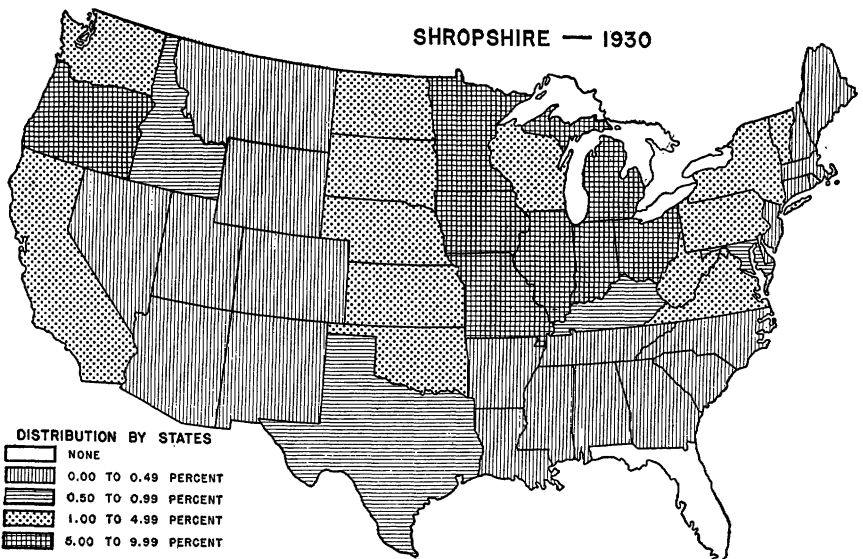 SHROPSHIRE — 1930
DISTRIBUTION BY STATES
NONE
0.00 TO 0.49 PERCENT
0.50 TO 0.99 PERCENT
1.00 TO 4.99 PERCENT
5.00 TO 9.99 PERCENT